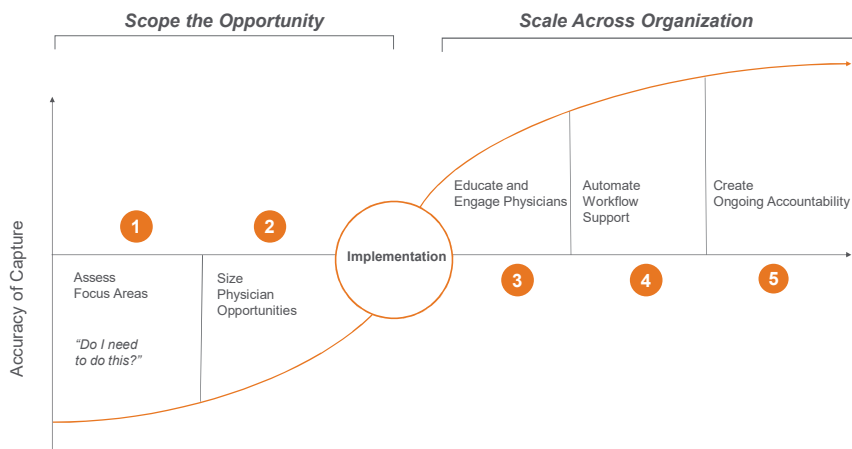 Scope the Opportunity
Scale Across Organization
Accuracy of Capture
1
2
Assess
Focus Areas
“Do I need
to do this?”
Size
Physician
Opportunities
Implementation
Educate and
Engage Physicians
Automate
Workflow
Support
Create
Ongoing Accountability
3
4
5